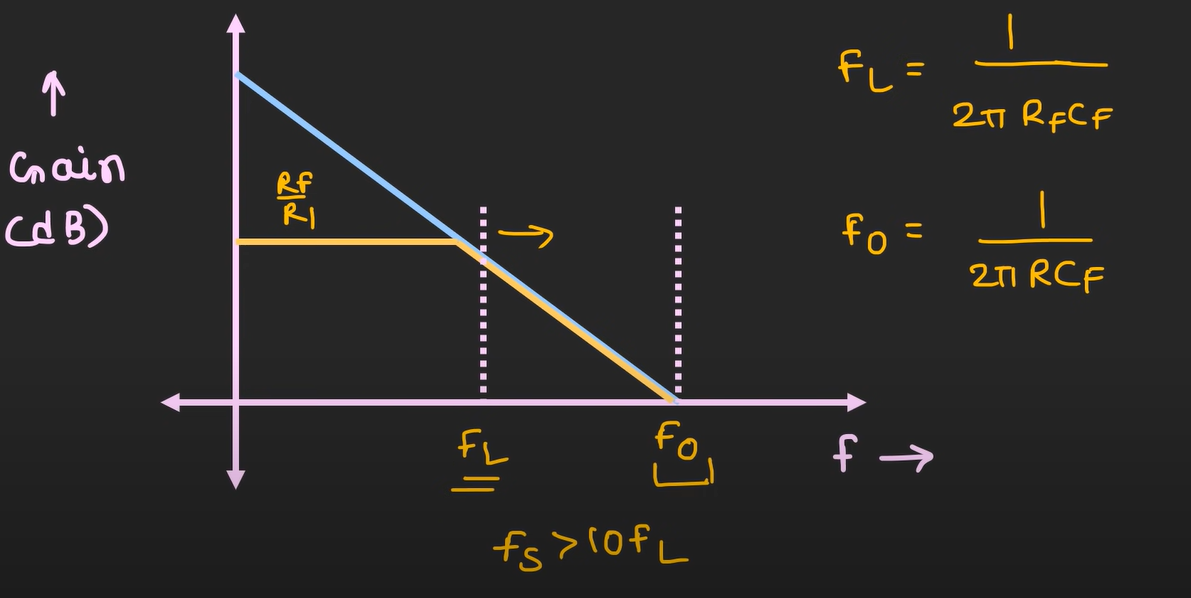 ↑
Gain
(dB)
RF
R1
→
fL =
1
2π RFCF
f0 =
1
2π RCF
fL
f0
f →
fS > 10fL